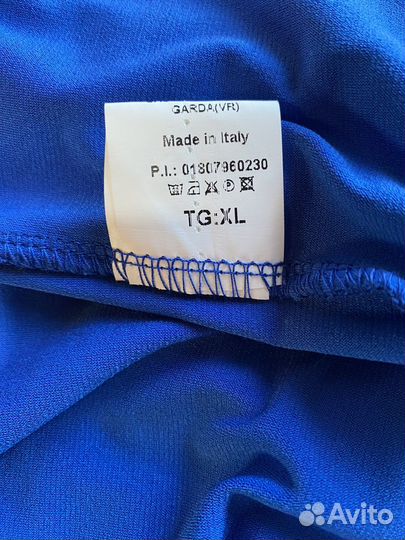 GARDA(VR)
Made in Italy
P.I.: 01807960230
TG:XL
Avito